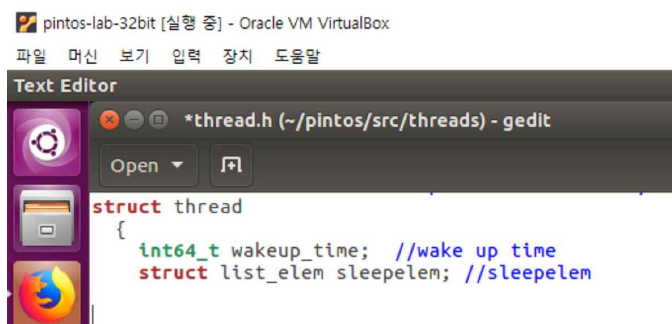 pintos-lab-32bit [실행 중] - Oracle VM VirtualBox
파일 머신 보기 입력 장치 도움말
Text Editor
*thread.h (~/pintos/src/threads) - gedit
Open
struct thread
{
int64_t wakeup_time; //wake up time
struct list_elem sleepelem; //sleepelem